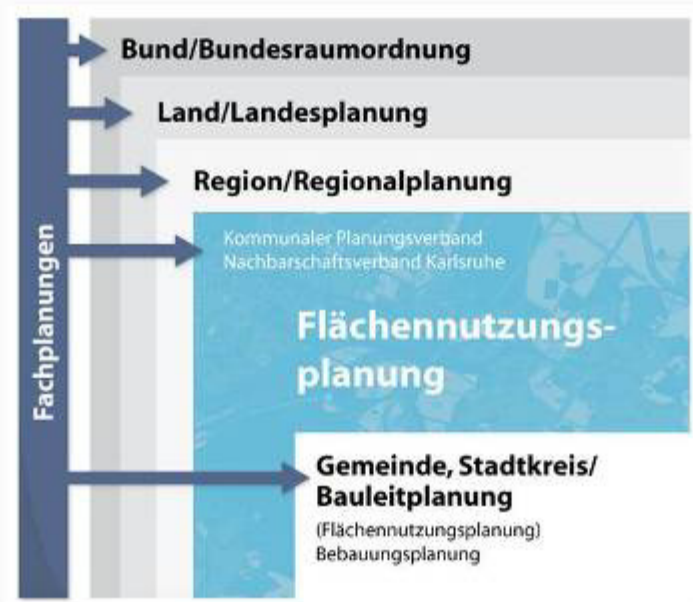 Bund/Bundesraumordnung
Land/Landesplanung
Region/Regionalplanung
Kommunaler Planungsverband
Nachbarschaftsverband Karlsruhe
Flächennutzungs-
planung
Gemeinde, Stadtkreis/
Bauleitplanung
(Flächennutzungsplanung)
Bebauungsplanung
Fachplanungen